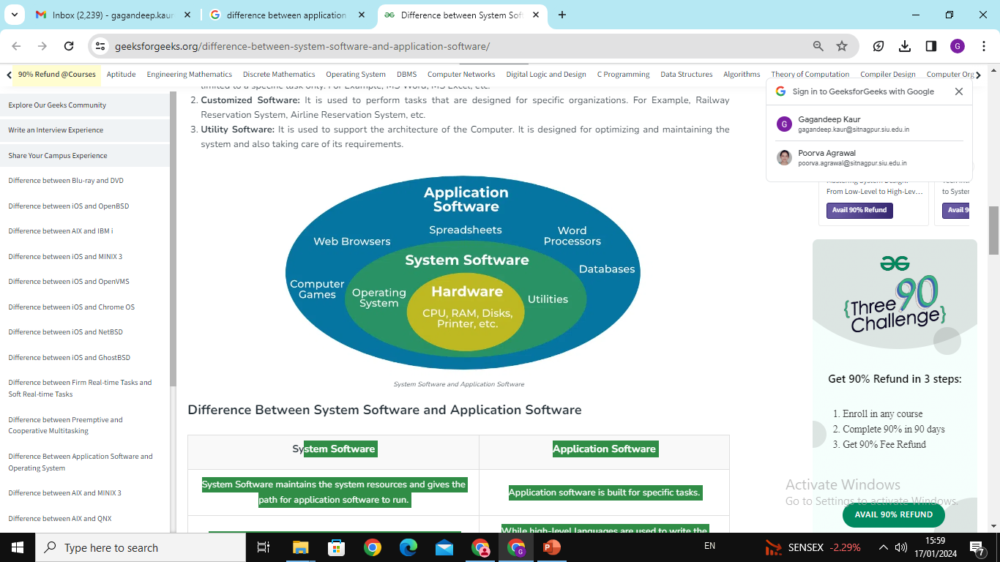 Inbox (2,239) - gagandeep.kaur
difference between application
Difference between System Soft
geeksforgeeks.org/difference-between-system-software-and-application-software/
G
90% Refund @Courses Aptitude Engineering Mathematics Discrete Mathematics Operating System DBMS Computer Networks Digital Logic and Design C Programming Data Structures Algorithms Theory of Computation Compiler Design Computer Org
Explore Our Geeks Community
Write an Interview Experience
Share Your Campus Experience
Difference between Blu-ray and DVD
Difference between iOS and OpenBSD
Difference between AIX and IBM i
Difference between iOS and MINIX 3
Difference between iOS and OpenVMS
Difference between iOS and Chrome OS
Difference between iOS and NetBSD
Difference between iOS and GhostBSD
Difference between Firm Real-time Tasks and
Soft Real-time Tasks
Difference between Preemptive and
Cooperative Multitasking
Difference Between Application Software and
Operating System
Difference between AIX and MINIX 3
Difference between AIX and QNX
limited to a specific task only. For Example, MS Word, MS Excel, etc.
2. Customized Software: It is used to perform tasks that are designed for specific organizations. For Example, Railway
Reservation System, Airline Reservation System, etc.
3. Utility Software: It is used to support the architecture of the Computer. It is designed for optimizing and maintaining the
system and also taking care of its requirements.
Application
Software
Spreadsheets
Web Browsers
Word
Processors
System Software
Databases
Computer
Games
Operating
System
Hardware
Utilities
CPU, RAM, Disks,
Printer, etc.
System Software and Application Software
Difference Between System Software and Application Software
System Software
Application Software
System Software maintains the system resources and gives the
path for application software to run.
Application software is built for specific tasks.
While high-level languages are used to write the
Sign in to GeeksforGeeks with Google
G
Gagandeep Kaur
gagandeep.kaur@sitnagpur.siu.edu.in
Poorva Agrawal
poorva.agrawal@sitnagpur.siu.edu.in
Mastering System Design:
From Low-Level to High-Lev...
Avail 90% Refund
to System
Avail 9
{Three 90
Challenge}
Get 90% Refund in 3 steps:
1. Enroll in any course
2. Complete 90% in 90 days
3. Get 90% Fee Refund
Activate Windows
Go to Settings to activate Windows.
AVAIL 90% REFUND
Type here to search
EN
SENSEX -2.29%
15:59
17/01/2024
7